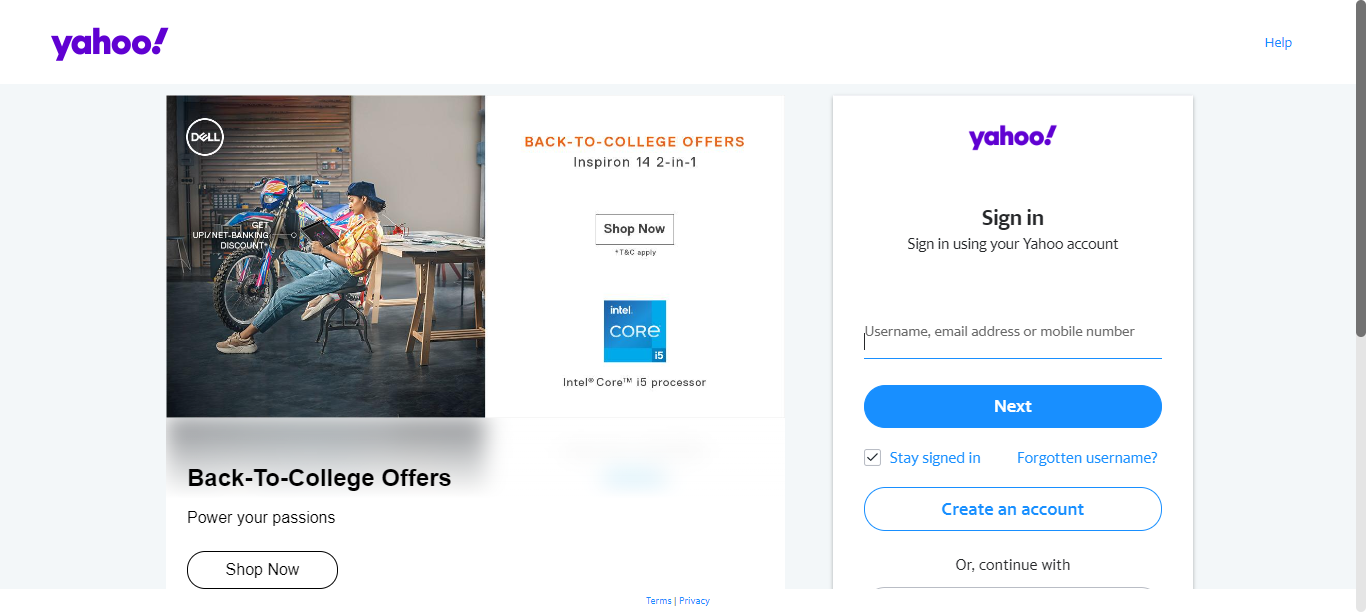 yahoo!
Help
DELL
GET
UPI/NET-BANKING
DISCOUNT*
BACK-TO-COLLEGE OFFERS
Inspiron 14 2-in-1
Shop Now
*T&C apply
intel.
CORE
i5
Intel® Core™ i5 processor
Back-To-College Offers
Power your passions
Shop Now
yahoo!
Sign in
Sign in using your Yahoo account
Username, email address or mobile number
Next
Stay signed in
Forgotten username?
Create an account
Or, continue with
Terms | Privacy